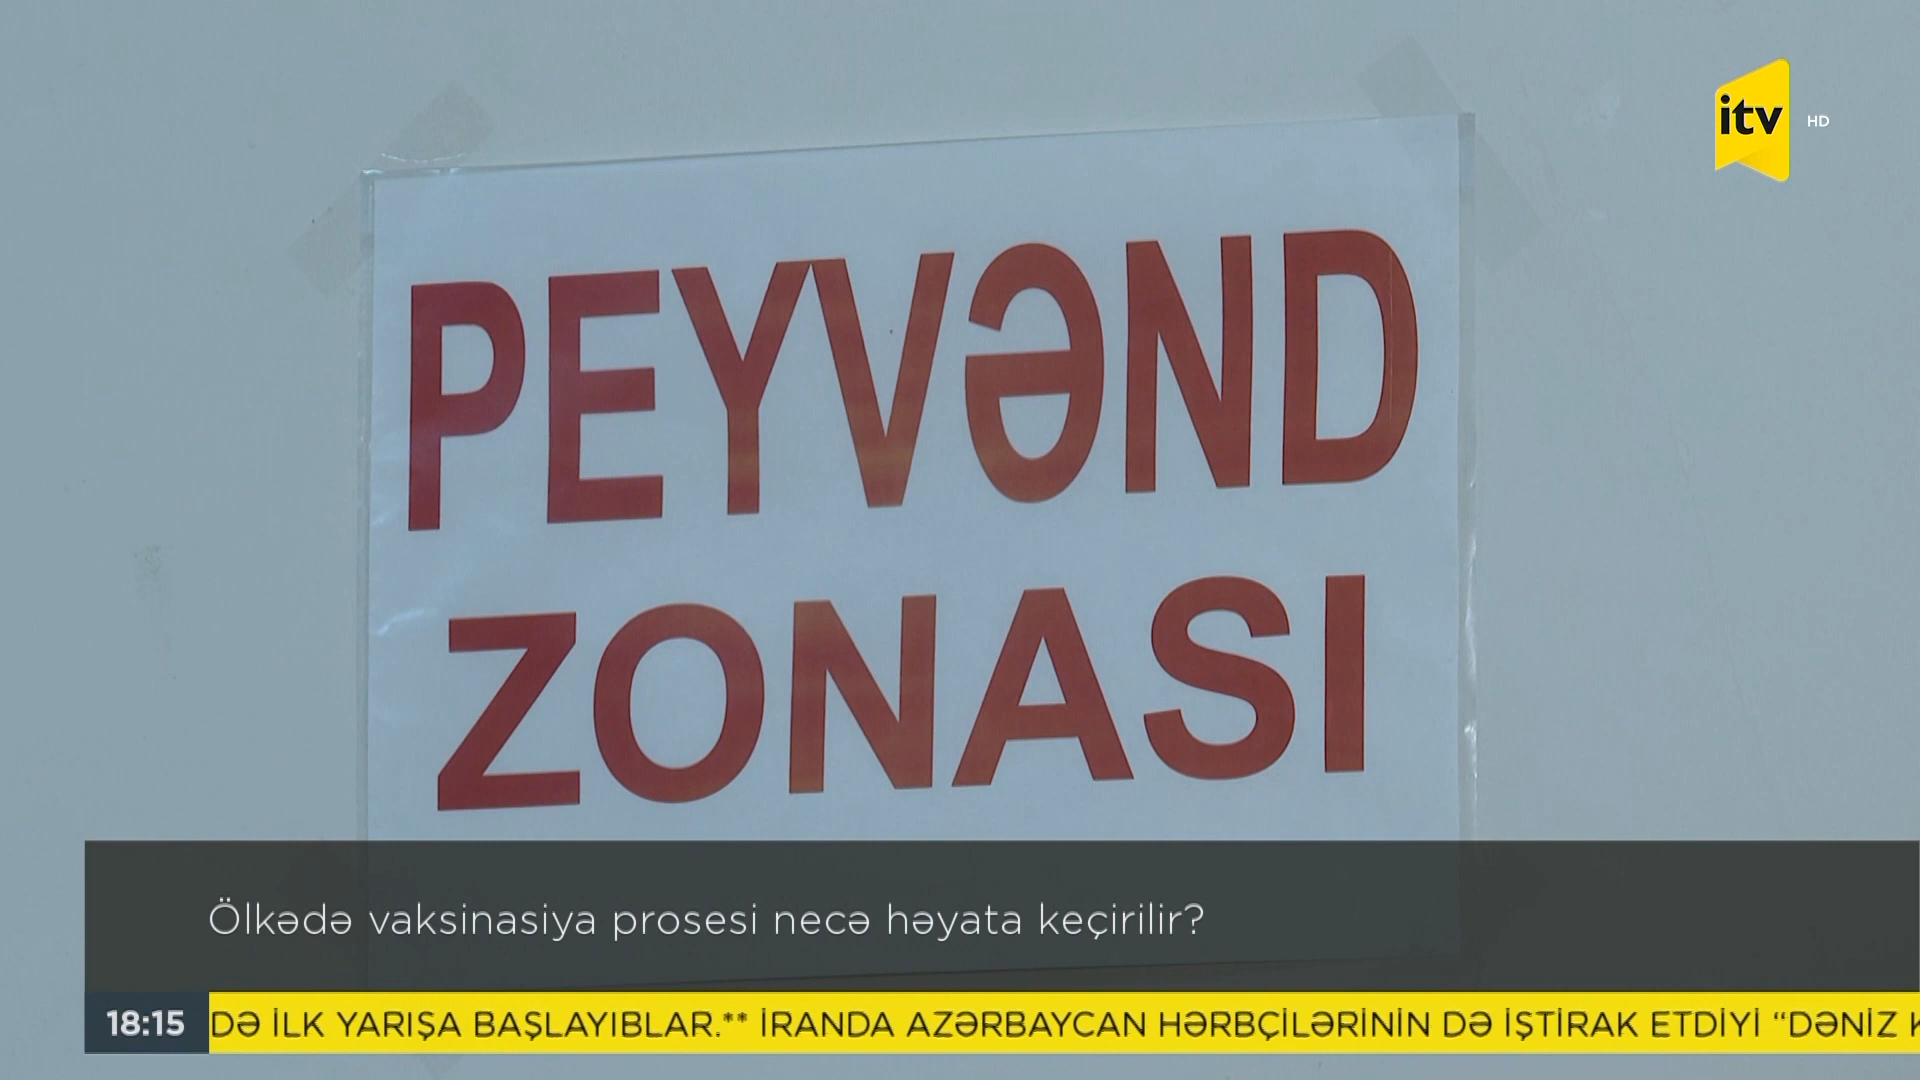 itv HD
PEYVƏND
ZONASI
Ölkədə vaksinasiya prosesi necə həyata keçirilir?
18:15 DƏ İLK YARIŞA BAŞLAYIBLAR.** İRANDA AZƏRBAYCAN HƏRBÇİLƏRİNİN DƏ İŞTİRAK ETDİYİ “DƏNİZ K